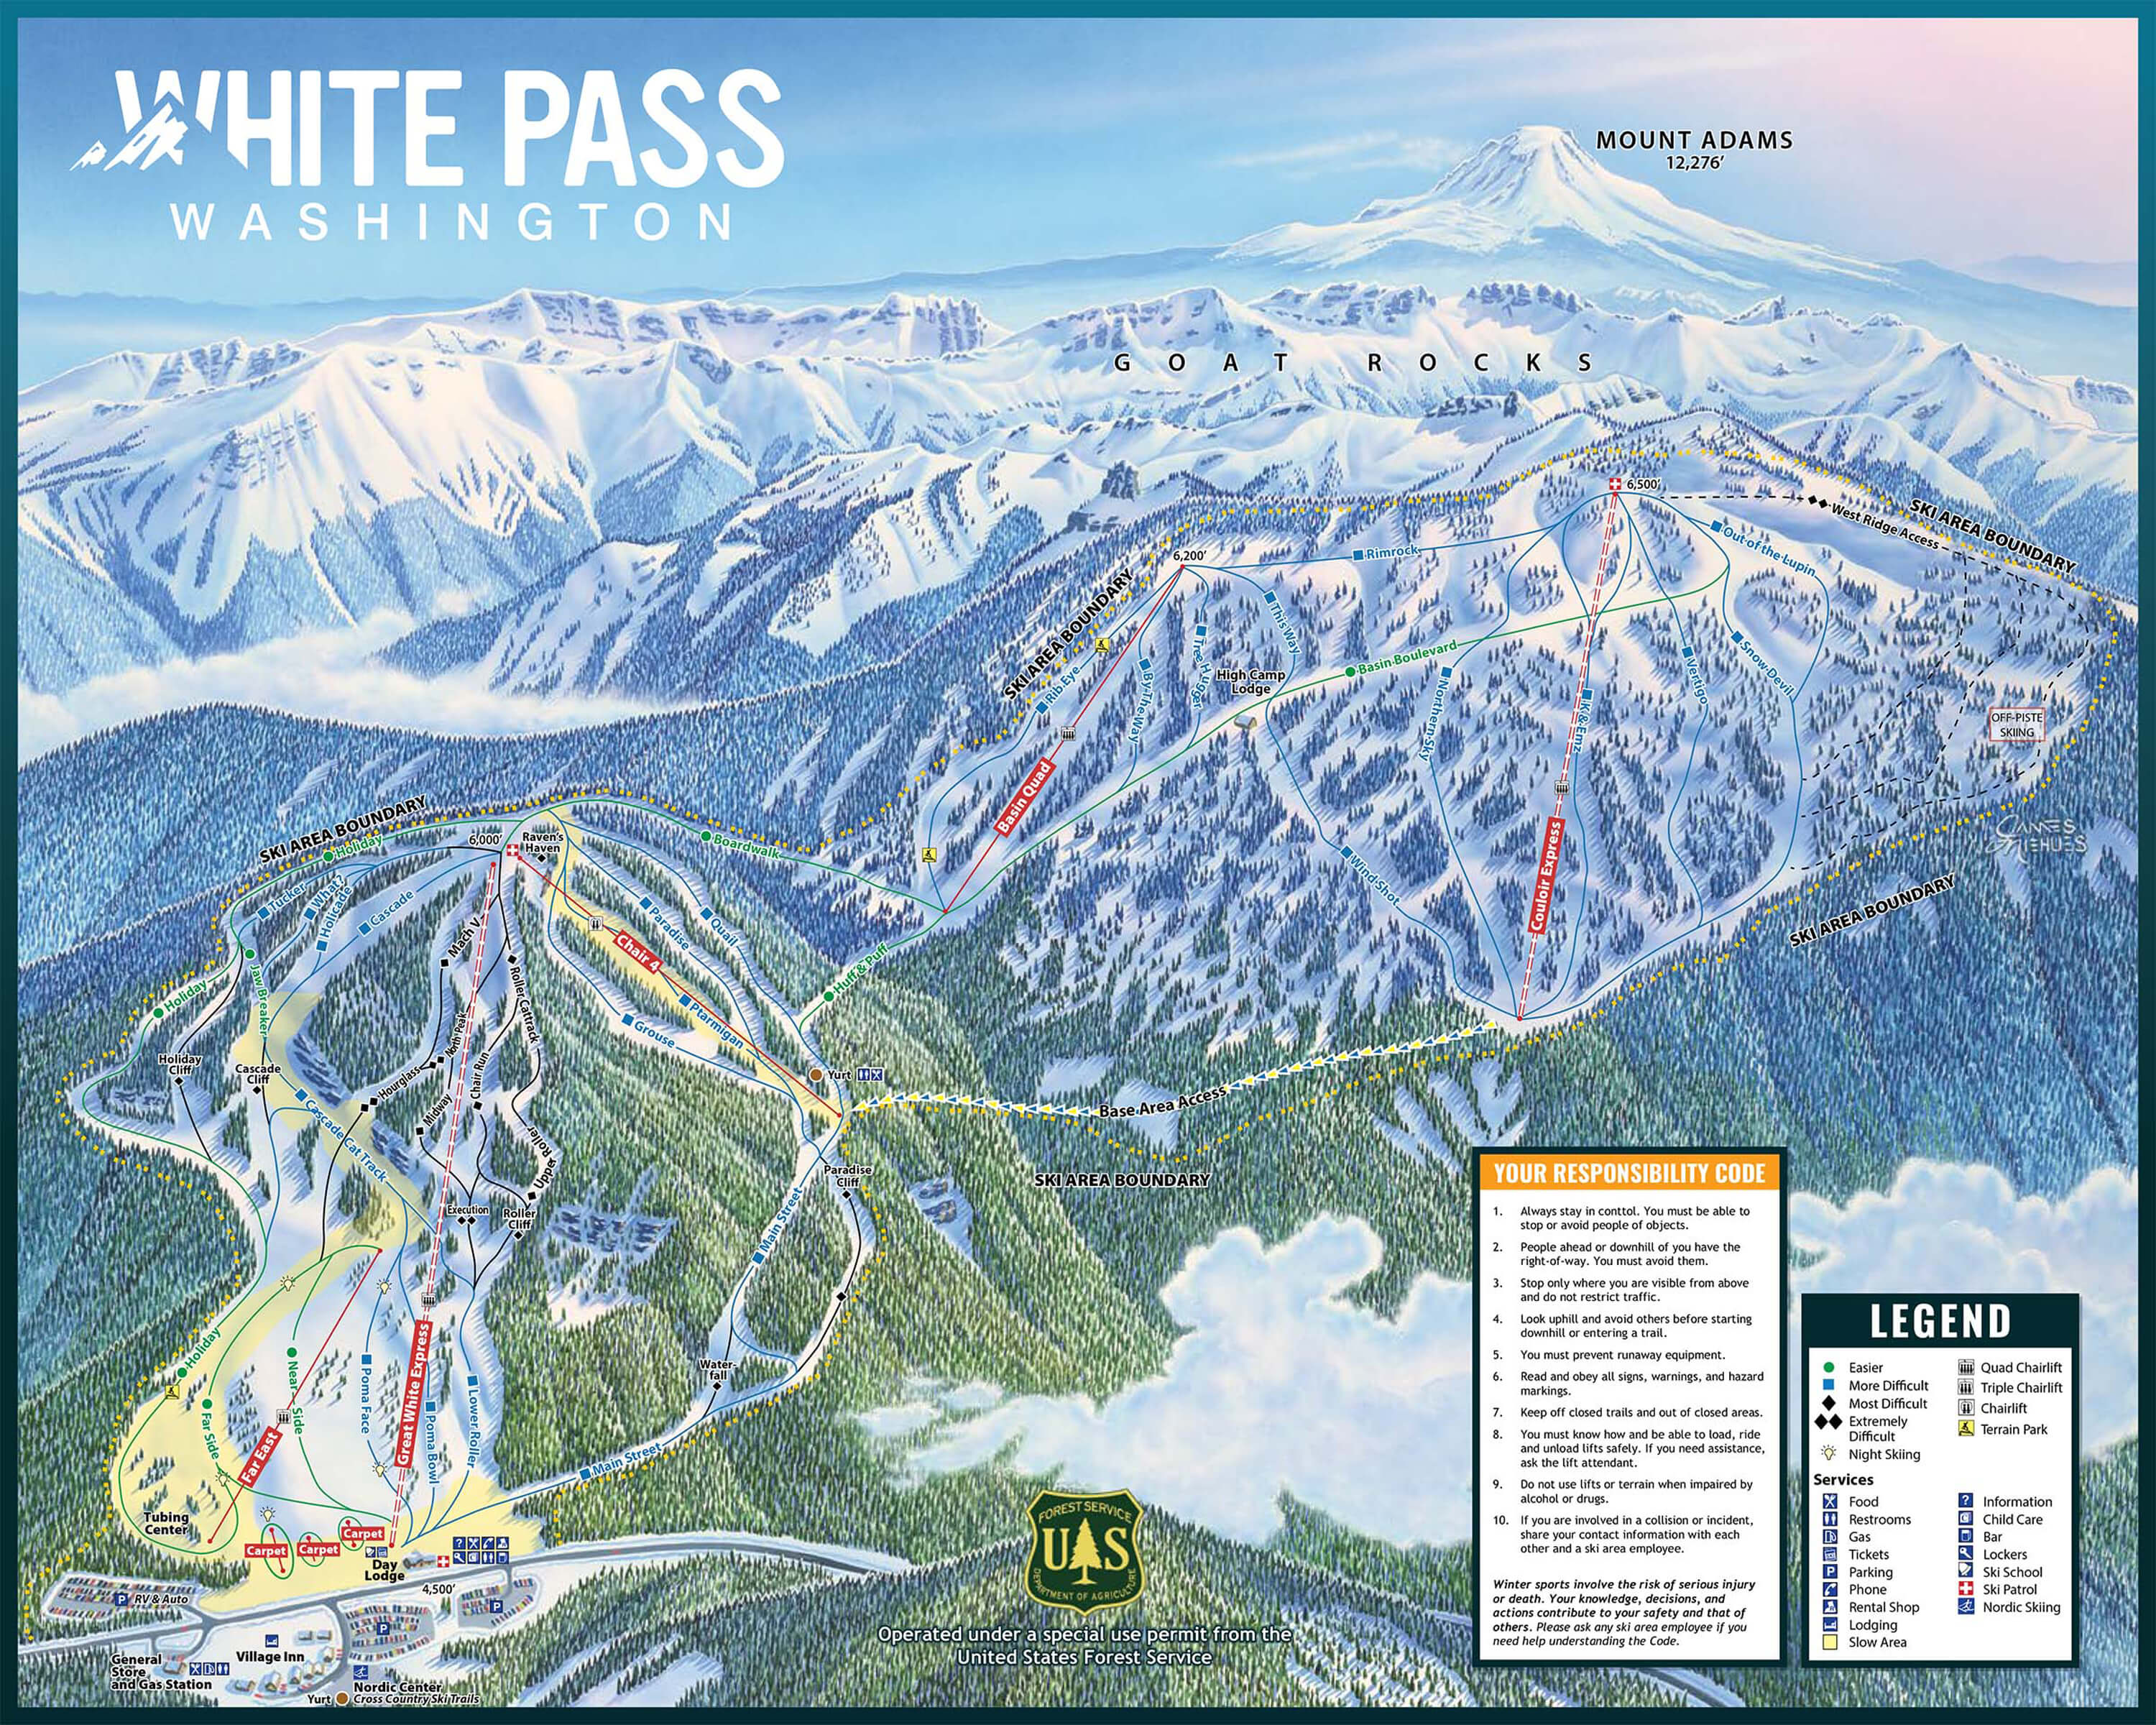 WHITE PASS
WASHINGTON
MOUNT ADAMS
12,276’
GOAT ROCKS
6,500’
West Ridge Access
SKI AREA BOUNDARY
6,200’
Rimrock
Out of the Lupin
SKI AREA BOUNDARY
This Way
Tree Hugger
By The Way
Rib Eye
High Camp
Lodge
Basin Boulevard
Northern Sky
JK & Emz
Vertigo
Snow Devil
OFF-PISTE
SKIING
Basin Quad
Couloir Express
Wind Shot
JAMES
NIEHUES
SKI AREA BOUNDARY
SKI AREA BOUNDARY
Holiday
6,000’
Raven’s
Haven
Boardwalk
Tucker
What?
Holicade
Cascade
Mach V
Roller Cattrack
Chair 4
Paradise
Quail
Huff & Puff
Ptarmigan
Grouse
Holiday
Jaw Breaker
Holiday
Cliff
Cascade
Cliff
Hourglass
North Peak
Midway
Chair Run
Upper Roller
Cascade Cat Track
Execution
Roller
Cliff
Yurt
Base Area Access
SKI AREA BOUNDARY
Paradise
Cliff
Main Street
Water-
fall
Main Street
Holiday
Far Side
Near Side
Far East
Poma Face
Great White Express
Poma Bowl
Lower Roller
Tubing
Center
Carpet
Carpet
Carpet
Day
Lodge
4,500’
P RV & Auto
P
P
General
Store
and Gas Station
Village Inn
Nordic Center
Yurt
Cross Country Ski Trails
FOREST SERVICE
U S
DEPARTMENT OF AGRICULTURE
Operated under a special use permit from the
United States Forest Service
YOUR RESPONSIBILITY CODE
1. Always stay in conttol. You must be able to
stop or avoid people of objects.
2. People ahead or downhill of you have the
right-of-way. You must avoid them.
3. Stop only where you are visible from above
and do not restrict traffic.
4. Look uphill and avoid others before starting
downhill or entering a trail.
5. You must prevent runaway equipment.
6. Read and obey all signs, warnings, and hazard
markings.
7. Keep off closed trails and out of closed areas.
8. You must know how and be able to load, ride
and unload lifts safely. If you need assistance,
ask the lift attendant.
9. Do not use lifts or terrain when impaired by
alcohol or drugs.
10. If you are involved in a collision or incident,
share your contact information with each
other and a ski area employee.
Winter sports involve the risk of serious injury
or death. Your knowledge, decisions, and
actions contribute to your safety and that of
others. Please ask any ski area employee if you
need help understanding the Code.
LEGEND
Easier
More Difficult
Most Difficult
Extremely
Difficult
Night Skiing
Quad Chairlift
Triple Chairlift
Chairlift
Terrain Park
Services
Food
Restrooms
Gas
Tickets
P Parking
Phone
Rental Shop
Lodging
Slow Area
? Information
Child Care
Bar
Lockers
Ski School
Ski Patrol
Nordic Skiing